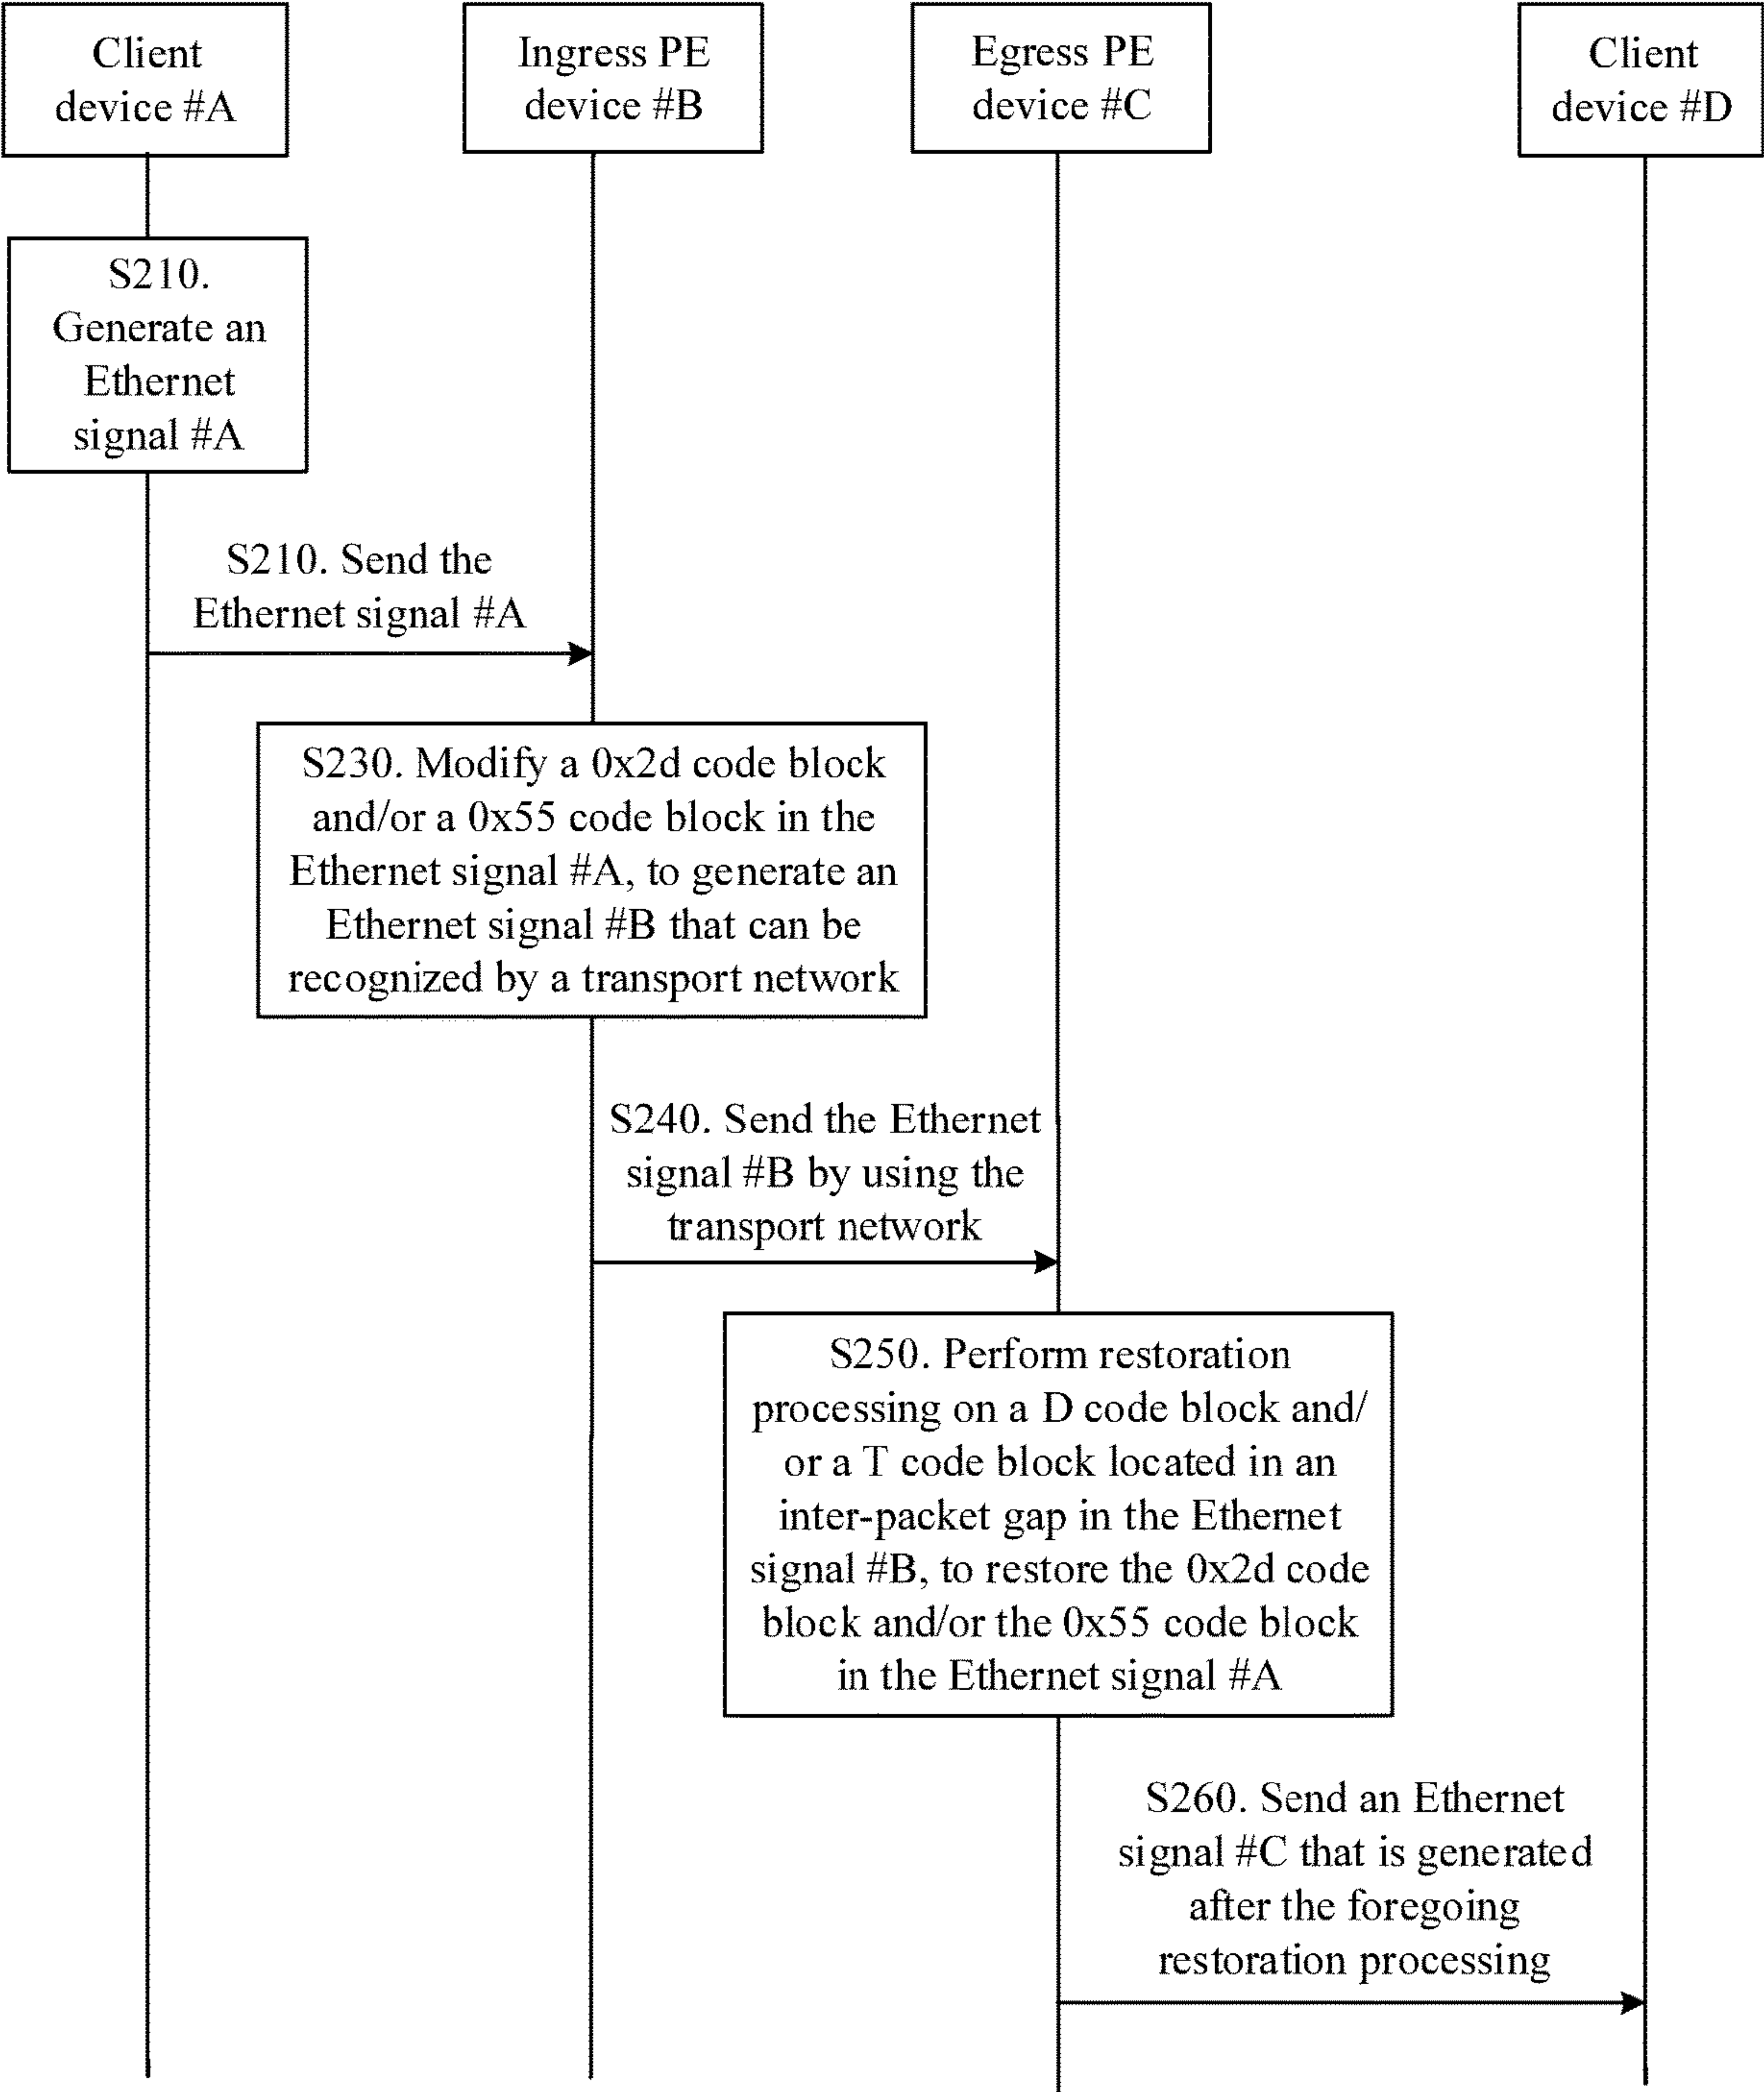 Client
device #A
Ingress PE
device #B
Egress PE
device #C
Client
device #D
S210.
Generate an
Ethernet
signal #A
S210. Send the
Ethernet signal #A
S230. Modify a 0x2d code block
and/or a 0x55 code block in the
Ethernet signal #A, to generate an
Ethernet signal #B that can be
recognized by a transport network
S240. Send the Ethernet
signal #B by using the
transport network
S250. Perform restoration
processing on a D code block and/
or a T code block located in an
inter-packet gap in the Ethernet
signal #B, to restore the 0x2d code
block and/or the 0x55 code block
in the Ethernet signal #A
S260. Send an Ethernet
signal #C that is generated
after the foregoing
restoration processing